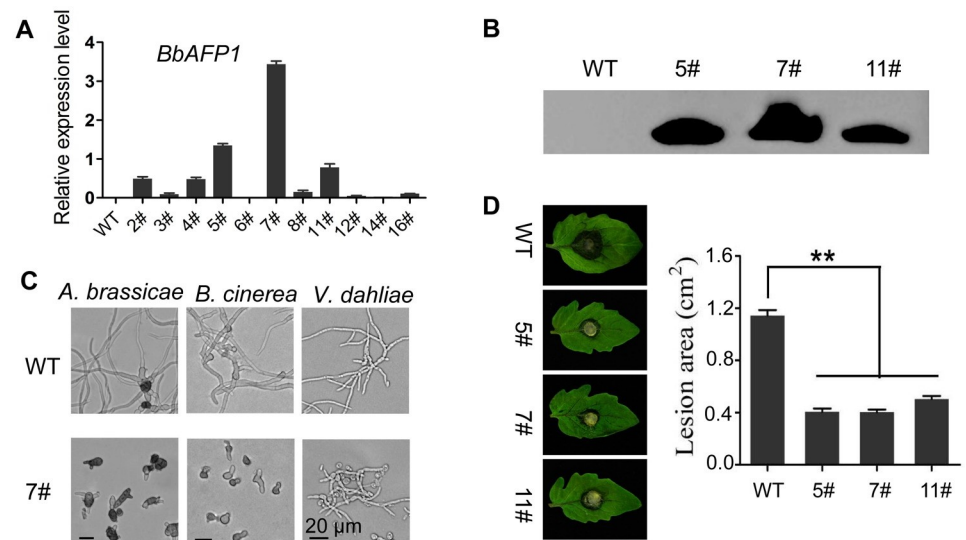 A
Relative expression level
BbAFP1
4
3
2
1
0
WT 2# 3# 4# 5# 6# 7# 8# 11# 12# 14# 16#
B
WT 5# 7# 11#
C
A. brassicae B. cinerea V. dahliae
WT
7#
20 μm
D
WT
5#
7#
11#
Lesion area (cm²)
1.6
1.2
0.8
0.4
0.0
**
WT 5# 7# 11#